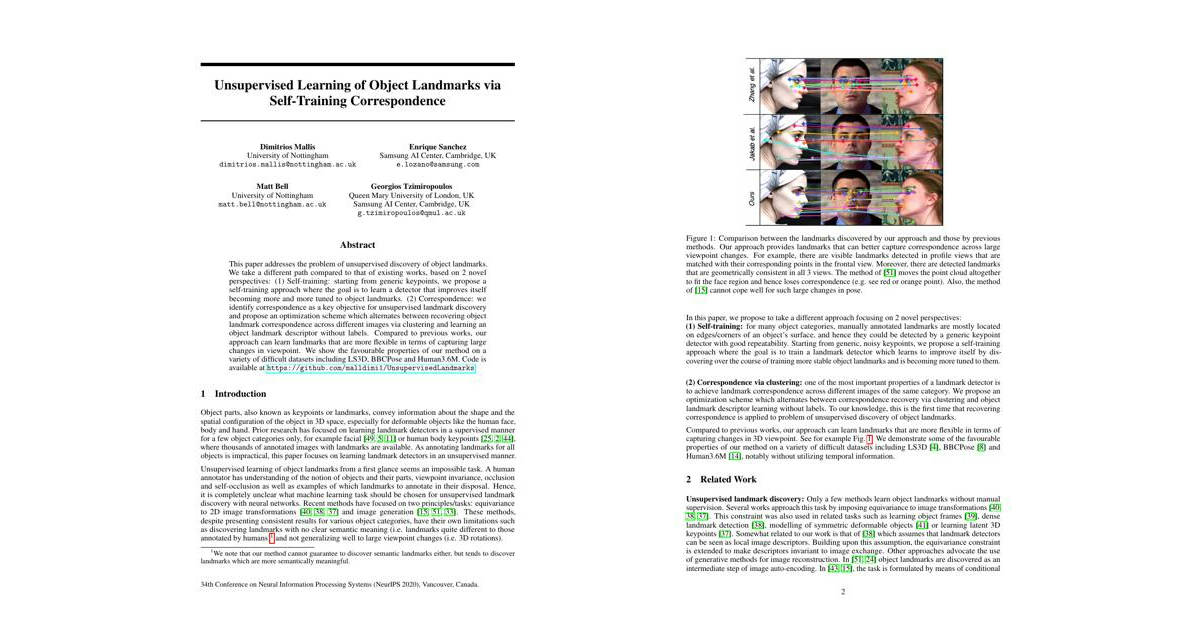 Unsupervised Learning of Object Landmarks via
Self-Training Correspondence
Dimitrios Mallis
University of Nottingham
dimitrios.mallis@nottingham.ac.uk
Enrique Sanchez
Samsung AI Center, Cambridge, UK
e.lozano@samsung.com
Matt Bell
University of Nottingham
matt.bell@nottingham.ac.uk
Georgios Tzimiropoulos
Queen Mary University of London, UK
Samsung AI Center, Cambridge, UK
g.tzimiropoulos@qmul.ac.uk
Abstract
This paper addresses the problem of unsupervised discovery of object landmarks.
We take a different path compared to that of existing works, based on 2 novel
perspectives: (1) Self-training: starting from generic keypoints, we propose a
self-training approach where the goal is to learn a detector that improves itself
becoming more and more tuned to object landmarks. (2) Correspondence: we
identify correspondence as a key objective for unsupervised landmark discovery
and propose an optimization scheme which alternates between recovering object
landmark correspondence across different images via clustering and learning an
object landmark descriptor without labels. Compared to previous works, our
approach can learn landmarks that are more flexible in terms of capturing large
changes in viewpoint. We show the favourable properties of our method on a
variety of difficult datasets including LS3D, BBCPose and Human3.6M. Code is
available at https://github.com/malldimi1/UnsupervisedLandmarks
1 Introduction
Object parts, also known as keypoints or landmarks, convey information about the shape and the
spatial configuration of the object in 3D space, especially for deformable objects like the human face,
body and hand. Prior research has focused on learning landmark detectors in a supervised manner
for a few object categories only, for example facial [49, 5, 11] or human body keypoints [25, 2, 44],
where thousands of annotated images with landmarks are available. As annotating landmarks for all
objects is impractical, this paper focuses on learning landmark detectors in an unsupervised manner.
Unsupervised learning of object landmarks from a first glance seems an impossible task. A human
annotator has understanding of the notion of objects and their parts, viewpoint invariance, occlusion
and self-occlusion as well as examples of which landmarks to annotate in their disposal. Hence,
it is completely unclear what machine learning task should be chosen for unsupervised landmark
discovery with neural networks. Recent methods have focused on two principles/tasks: equivariance
to 2D image transformations [40, 38, 37] and image generation [15, 51, 33]. These methods,
despite presenting consistent results for various object categories, have their own limitations such
as discovering landmarks with no clear semantic meaning (i.e. landmarks quite different to those
annotated by humans 1 and not generalizing well to large viewpoint changes (i.e. 3D rotations).
1We note that our method cannot guarantee to discover semantic landmarks either, but tends to discover
landmarks which are more semantically meaningful.
34th Conference on Neural Information Processing Systems (NeurIPS 2020), Vancouver, Canada.
Zhang et al.
Jakab et al.
Ours
Figure 1: Comparison between the landmarks discovered by our approach and those by previous
methods. Our approach provides landmarks that can better capture correspondence across large
viewpoint changes. For example, there are visible landmarks detected in profile views that are
matched with their corresponding points in the frontal view. Moreover, there are detected landmarks
that are geometrically consistent in all 3 views. The method of [51] moves the point cloud altogether
to fit the face region and hence loses correspondence (e.g. see red or orange point). Also, the method
of [15] cannot cope well for such large changes in pose.
In this paper, we propose to take a different approach focusing on 2 novel perspectives:
(1) Self-training: for many object categories, manually annotated landmarks are mostly located
on edges/corners of an object's surface, and hence they could be detected by a generic keypoint
detector with good repeatability. Starting from generic, noisy keypoints, we propose a self-training
approach where the goal is to train a landmark detector which learns to improve itself by dis-
covering over the course of training more stable object landmarks and becoming more tuned to them.
(2) Correspondence via clustering: one of the most important properties of a landmark detector is
to achieve landmark correspondence across different images of the same category. We propose an
optimization scheme which alternates between correspondence recovery via clustering and object
landmark descriptor learning without labels. To our knowledge, this is the first time that recovering
correspondence is applied to problem of unsupervised discovery of object landmarks.
Compared to previous works, our approach can learn landmarks that are more flexible in terms of
capturing changes in 3D viewpoint. See for example Fig. 1. We demonstrate some of the favourable
properties of our method on a variety of difficult datasets including LS3D [4], BBCPose [8] and
Human3.6M [14], notably without utilizing temporal information.
2 Related Work
Unsupervised landmark discovery: Only a few methods learn object landmarks without manual
supervision. Several works approach this task by imposing equivariance to image transformations [40,
38, 37]. This constraint was also used in related tasks such as learning object frames [39], dense
landmark detection [38], modelling of symmetric deformable objects [41] or learning latent 3D
keypoints [37]. Somewhat related to our work is that of [38] which assumes that landmark detectors
can be seen as local image descriptors. Building upon this assumption, the equivariance constraint
is extended to make descriptors invariant to image exchange. Other approaches advocate the use
of generative methods for image reconstruction. In [51, 24] object landmarks are discovered as an
intermediate step of image auto-encoding. In [43, 15], the task is formulated by means of conditional
2